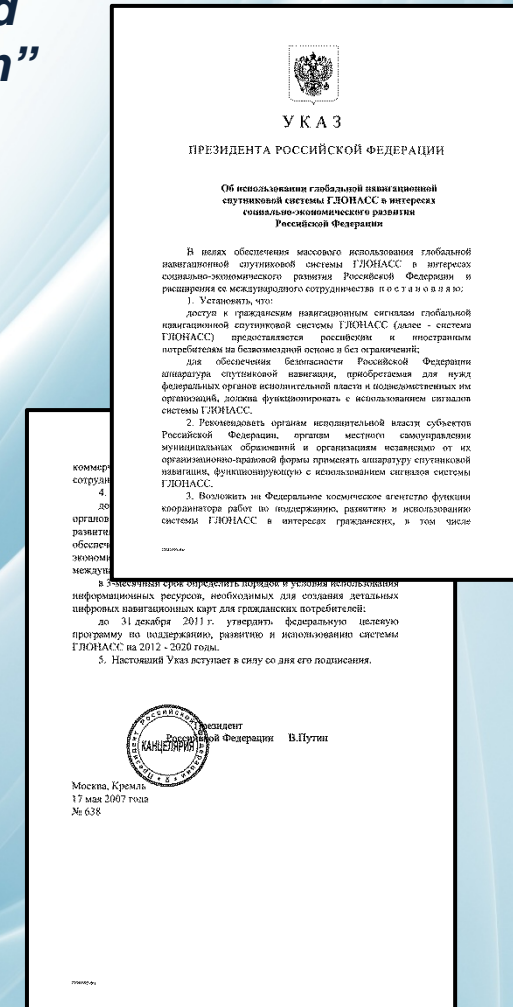 n”
УКАЗ
ПРЕЗИДЕНТА РОССИЙСКОЙ ФЕДЕРАЦИИ
Об использовании глобальной навигационной
спутниковой системы ГЛОНАСС в интересах
социально-экономического развития
Российской Федерации
В целях обеспечения массового использования глобальной
навигационной спутниковой системы ГЛОНАСС в интересах
социально-экономического развития Российской Федерации и
расширения ее международного сотрудничества п о с т а н о в л я ю:
1. Установить, что:
доступ к гражданским навигационным сигналам глобальной
навигационной спутниковой системы ГЛОНАСС (далее - система
ГЛОНАСС) предоставляется российским и иностранным
потребителям на безвозмездной основе и без ограничений;
для обеспечения безопасности Российской Федерации
аппаратура спутниковой навигации, приобретаемая для нужд
федеральных органов исполнительной власти и подведомственных им
организаций, должна функционировать с использованием сигналов
системы ГЛОНАСС.
2. Рекомендовать органам исполнительной власти субъектов
Российской Федерации, органам местного самоуправления
муниципальных образований и организациям независимо от их
организационно-правовой формы применять аппаратуру спутниковой
навигации, функционирующую с использованием сигналов системы
ГЛОНАСС.
3. Возложить на Федеральное космическое агентство функции
координатора работ по поддержанию, развитию и использованию
системы ГЛОНАСС в интересах гражданских, в том числе
коммерч
сотрудн
4.
до
органов
развити
обеспеч
экономи
междуна
в 3-месячный срок определить порядок и условия использования
информационных ресурсов, необходимых для создания детальных
цифровых навигационных карт для гражданских потребителей;
до 31 декабря 2011 г. утвердить федеральную целевую
программу по поддержанию, развитию и использованию системы
ГЛОНАСС на 2012 - 2020 годы.
5. Настоящий Указ вступает в силу со дня его подписания.
Президент
Российской Федерации В.Путин
КАНЦЕЛЯРИЯ
Москва, Кремль
17 мая 2007 года
№ 638